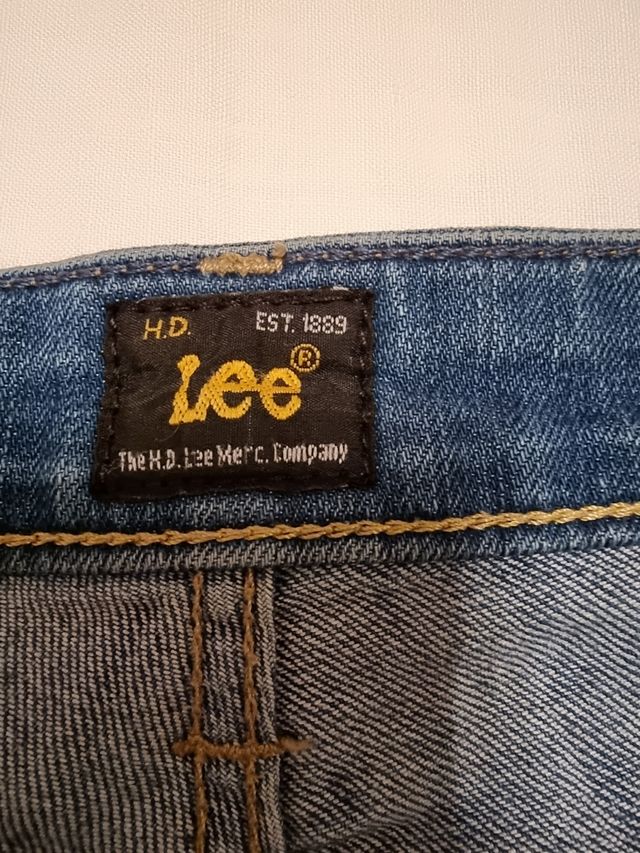 H.D. EST. 1889
Lee®
The H.D. Lee Merc. Company